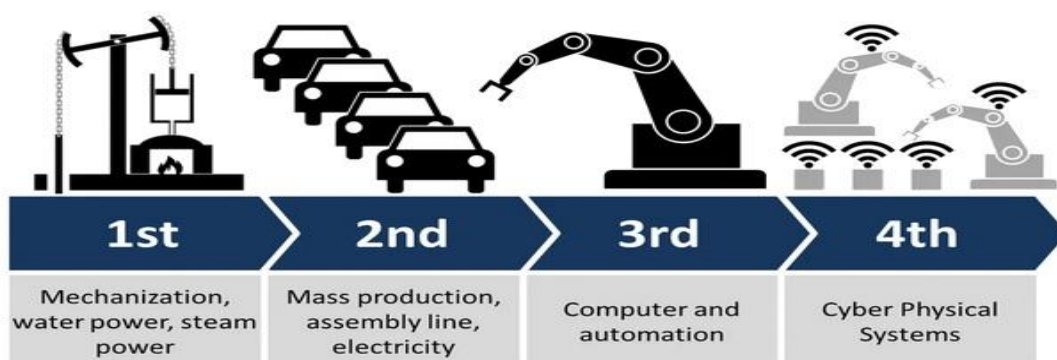 1st
2nd
3rd
4th
Mechanization,
water power, steam
power
Mass production,
assembly line,
electricity
Computer and
automation
Cyber Physical
Systems